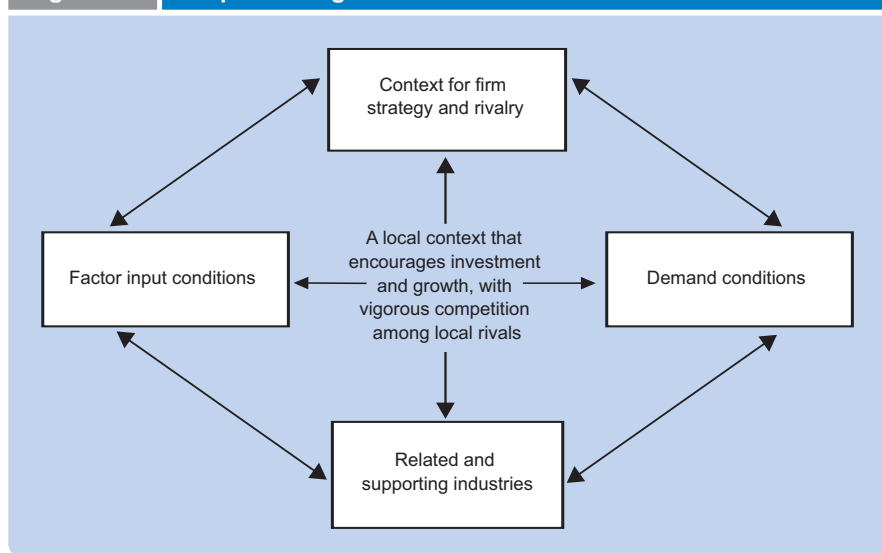 Context for firm
strategy and rivalry
Factor input conditions
A local context that
encourages investment
and growth, with
vigorous competition
among local rivals
Demand conditions
Related and
supporting industries